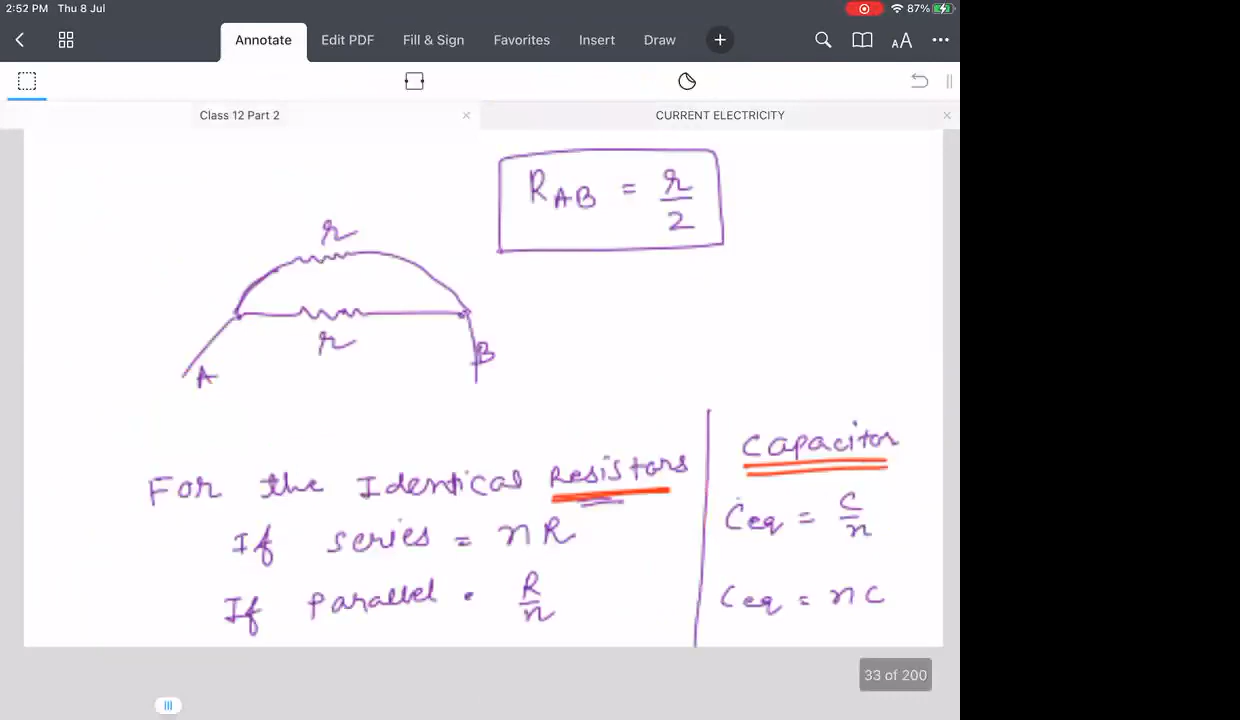 2:52 PM Thu 8 Jul 87%
Annotate Edit PDF Fill & Sign Favorites Insert Draw + AA
Class 12 Part 2 × CURRENT ELECTRICITY ×
R_AB = r/2
r
r
A
B
For the Identical Resistors
If series = nR
If parallel = R/n
Capacitor
Ceq = C/n
Ceq = nC
33 of 200